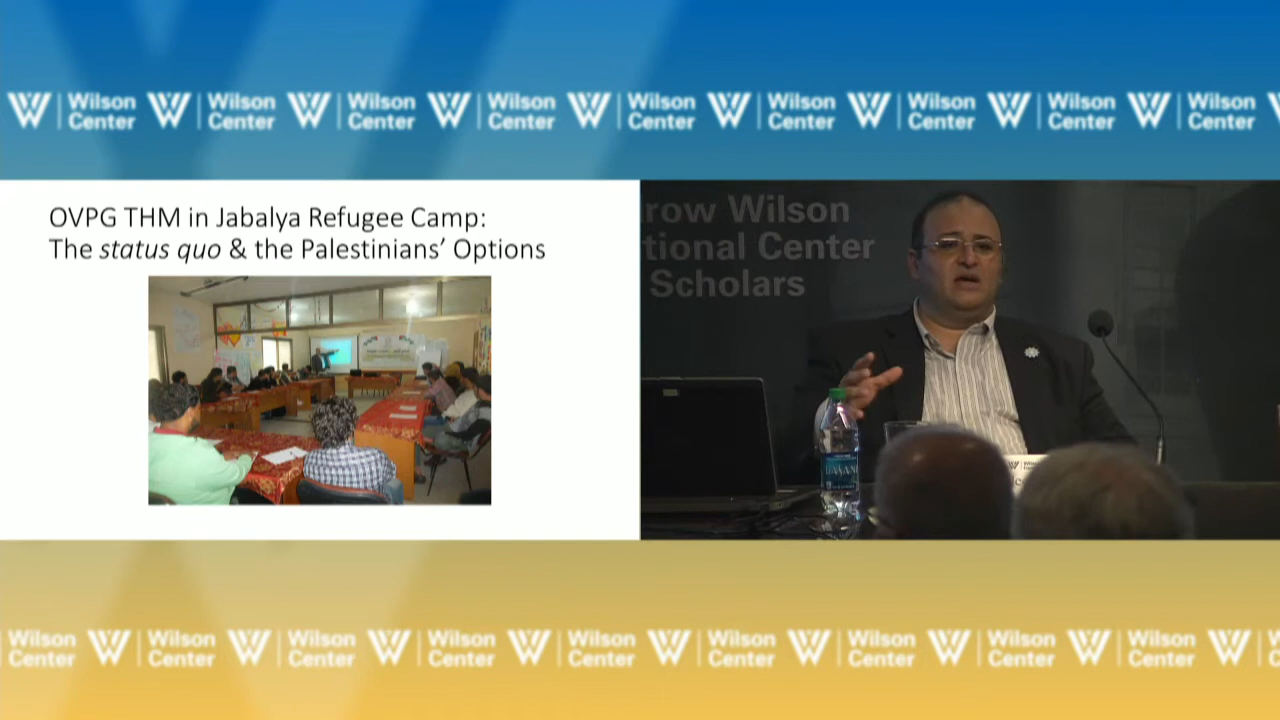 Wilson Center Wilson Center Wilson Center Wilson Center Wilson Center Wilson Center Wilson Center Wilson Center Wilson Center
OVPG THM in Jabalya Refugee Camp:
The status quo & the Palestinians’ Options
row Wilson
tional Center
Scholars
DASANI
Wilson Center Wilson Center Wilson Center Wilson Center Wilson Center Wilson Center Wilson Center Wilson Center Wilson Center